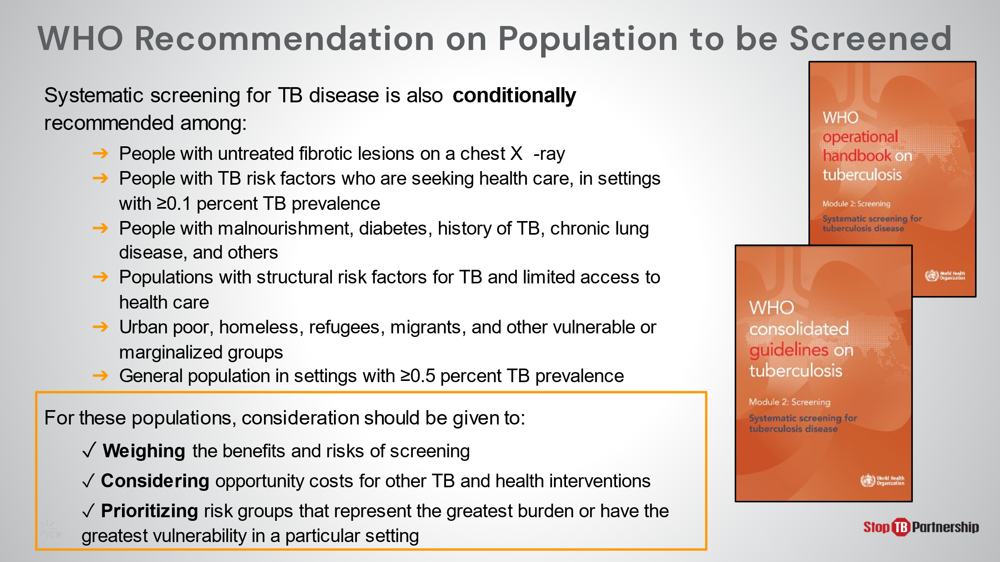 WHO Recommendation on Population to be Screened
Systematic screening for TB disease is also conditionally
recommended among:
➔ People with untreated fibrotic lesions on a chest X -ray
➔ People with TB risk factors who are seeking health care, in settings
with ≥0.1 percent TB prevalence
➔ People with malnourishment, diabetes, history of TB, chronic lung
disease, and others
➔ Populations with structural risk factors for TB and limited access to
health care
➔ Urban poor, homeless, refugees, migrants, and other vulnerable or
marginalized groups
➔ General population in settings with ≥0.5 percent TB prevalence
For these populations, consideration should be given to:
✓ Weighing the benefits and risks of screening
✓ Considering opportunity costs for other TB and health interventions
✓ Prioritizing risk groups that represent the greatest burden or have the
greatest vulnerability in a particular setting
ICF
WHO
operational
handbook on
tuberculosis
Module 2: Screening
Systematic screening for
tuberculosis disease
World Health
Organization
WHO
consolidated
guidelines on
tuberculosis
Module 2: Screening
Systematic screening for
tuberculosis disease
World Health
Organization
Stop TB Partnership